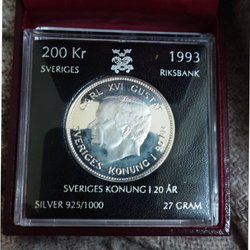 200 Kr
1993
SVERIGES
RIKSBANK
CARL XVI GUSTAF
SVERIGES KONUNG I 20 ÅR
SVERIGES KONUNG I 20 ÅR
SILVER 925/1000
27 GRAM